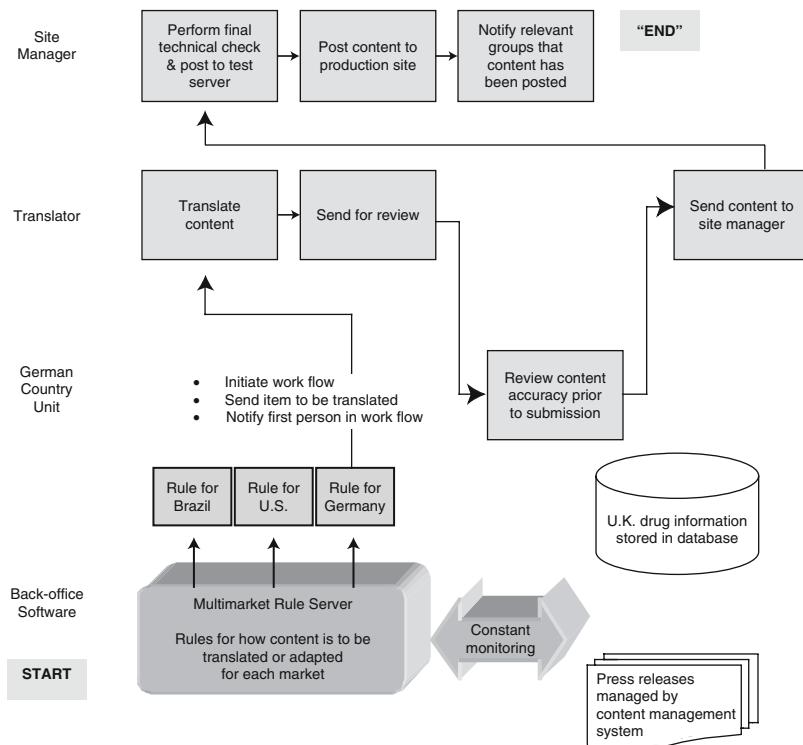 Site
Manager
Perform final
technical check
& post to test
server
Post content to
production site
Notify relevant
groups that
content has
been posted
“END”
Translator
Translate
content
Send for review
Send content to
site manager
German
Country
Unit
• Initiate work flow
• Send item to be translated
• Notify first person in work flow
Review content
accuracy prior
to submission
Rule for
Brazil
Rule for
U.S.
Rule for
Germany
U.K. drug information
stored in database
Back-office
Software
Multimarket Rule Server
Rules for how content is to be
translated or adapted
for each market
Constant
monitoring
START
Press releases
managed by
content management
system